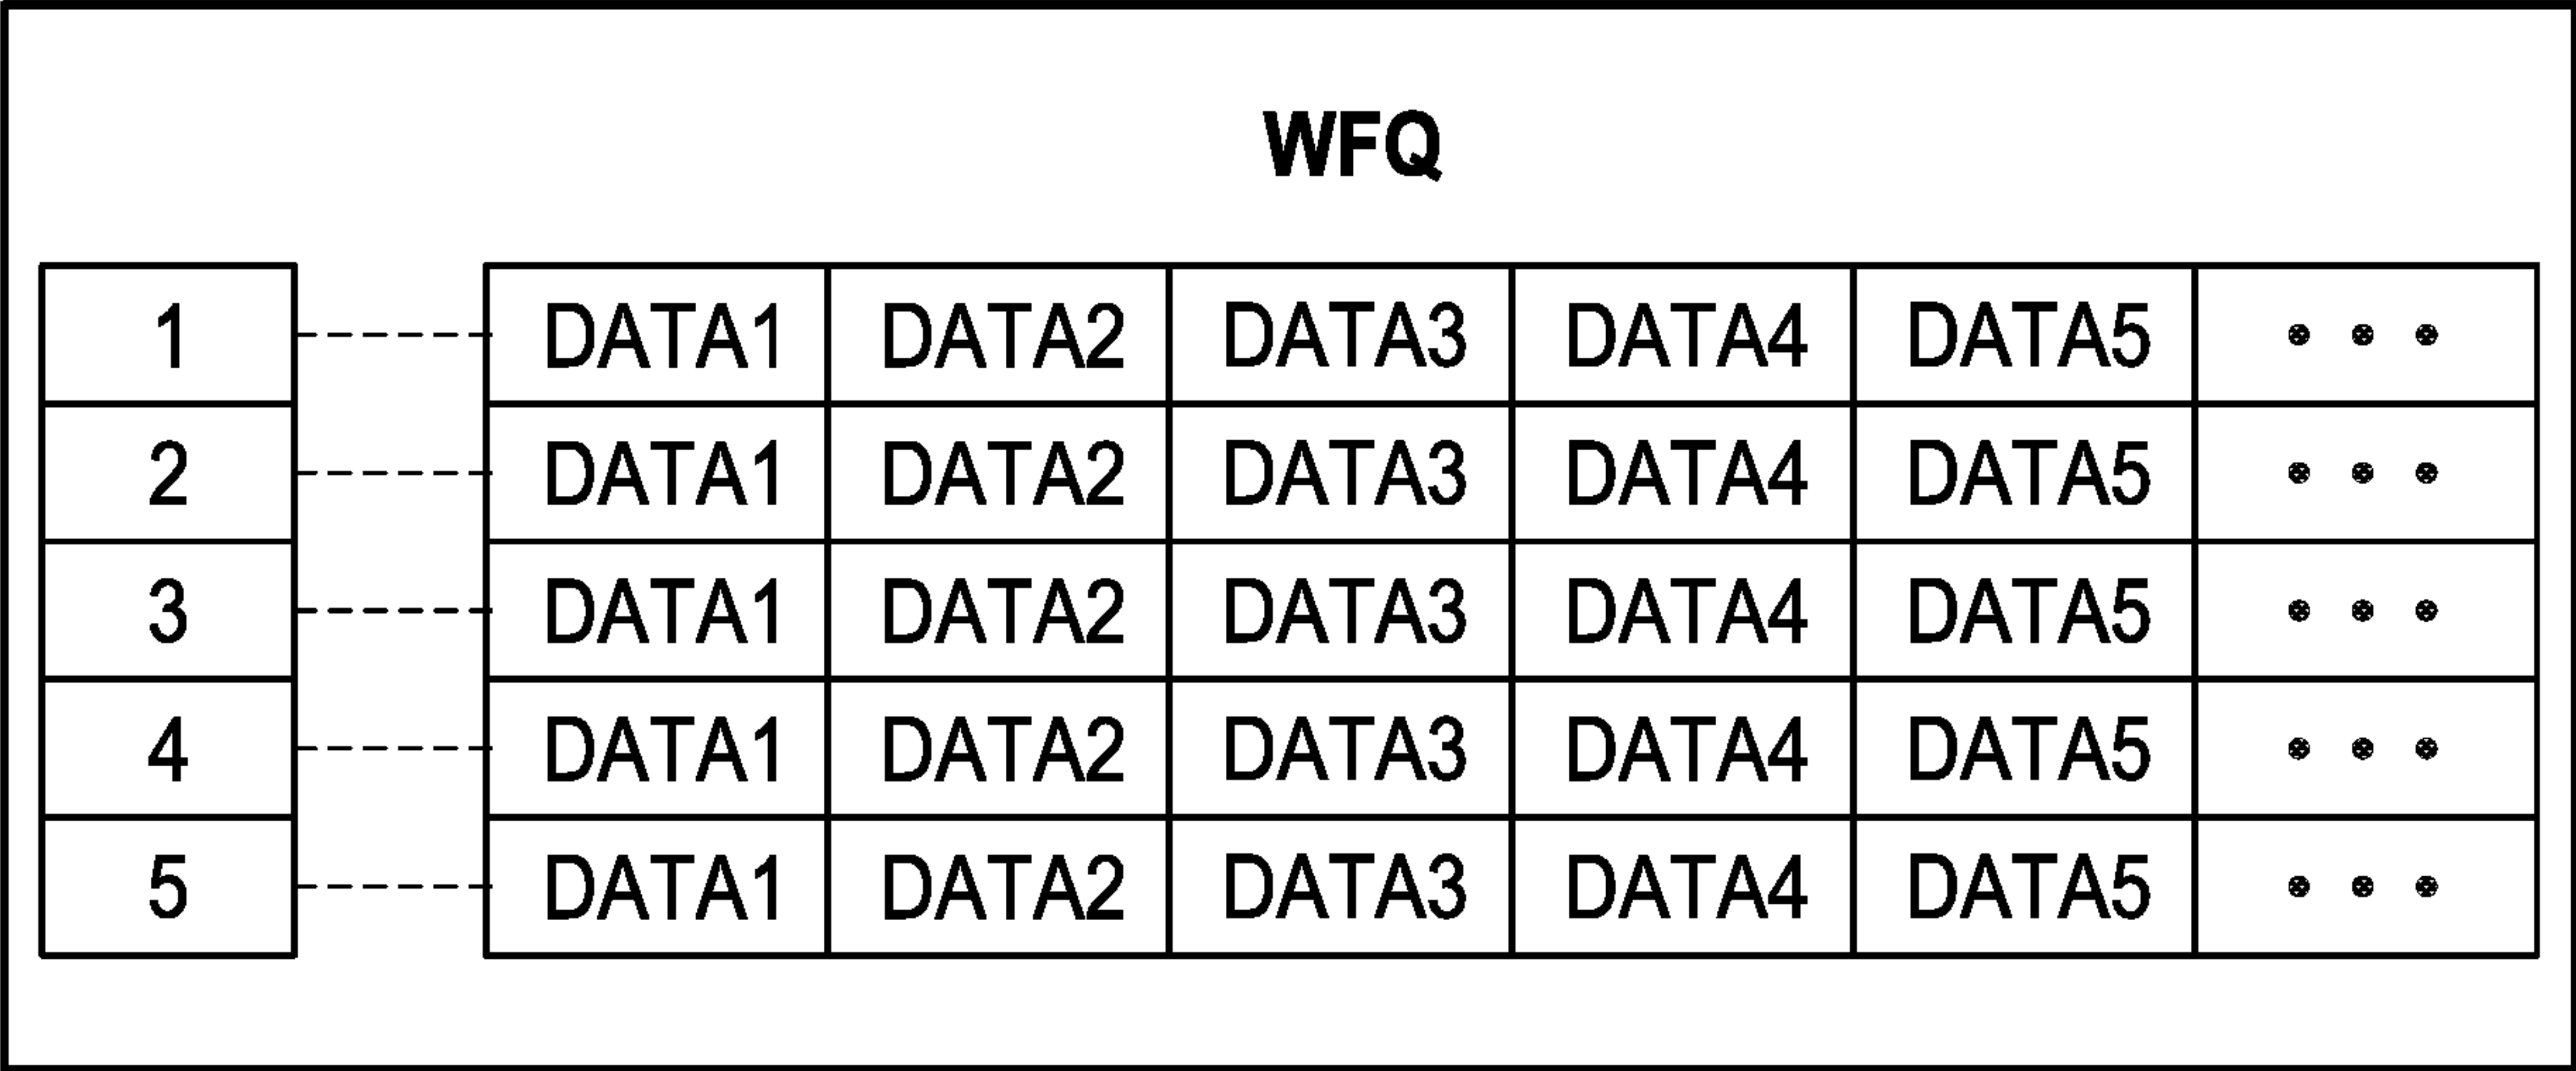 WFQ
1 DATA1 DATA2 DATA3 DATA4 DATA5 • • •
2 DATA1 DATA2 DATA3 DATA4 DATA5 • • •
3 DATA1 DATA2 DATA3 DATA4 DATA5 • • •
4 DATA1 DATA2 DATA3 DATA4 DATA5 • • •
5 DATA1 DATA2 DATA3 DATA4 DATA5 • • •